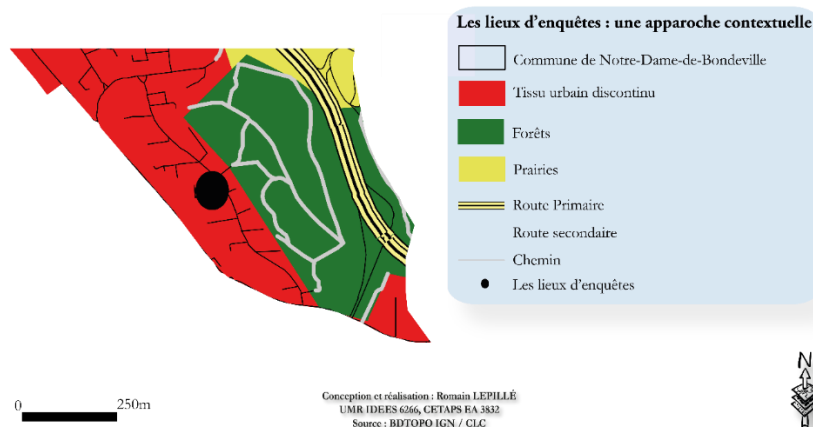 Les lieux d'enquêtes : une apparoche contextuelle
Commune de Notre-Dame-de-Bondeville
Tissu urbain discontinu
Forêts
Prairies
Route Primaire
Route secondaire
Chemin
Les lieux d'enquêtes
N
0 250m
Conception et réalisation : Romain LEPILLÉ
UMR IDEES 6266, CETAPS EA 3832
Source : BDTOPO IGN / CLC